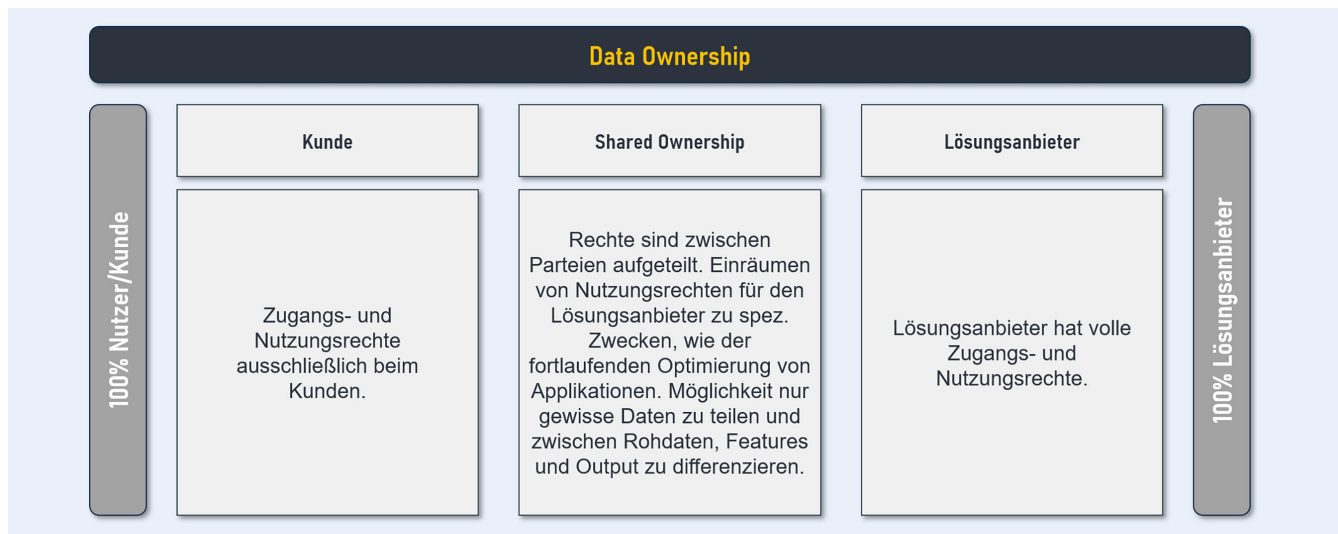 Data Ownership
100% Nutzer/Kunde
Kunde
Zugangs- und
Nutzungsrechte
ausschließlich beim
Kunden.
Shared Ownership
Rechte sind zwischen
Parteien aufgeteilt. Einräumen
von Nutzungsrechten für den
Lösungsanbieter zu spez.
Zwecken, wie der
fortlaufenden Optimierung von
Applikationen. Möglichkeit nur
gewisse Daten zu teilen und
zwischen Rohdaten, Features
und Output zu differenzieren.
Lösungsanbieter
Lösungsanbieter hat volle
Zugangs- und
Nutzungsrechte.
100% Lösungsanbieter